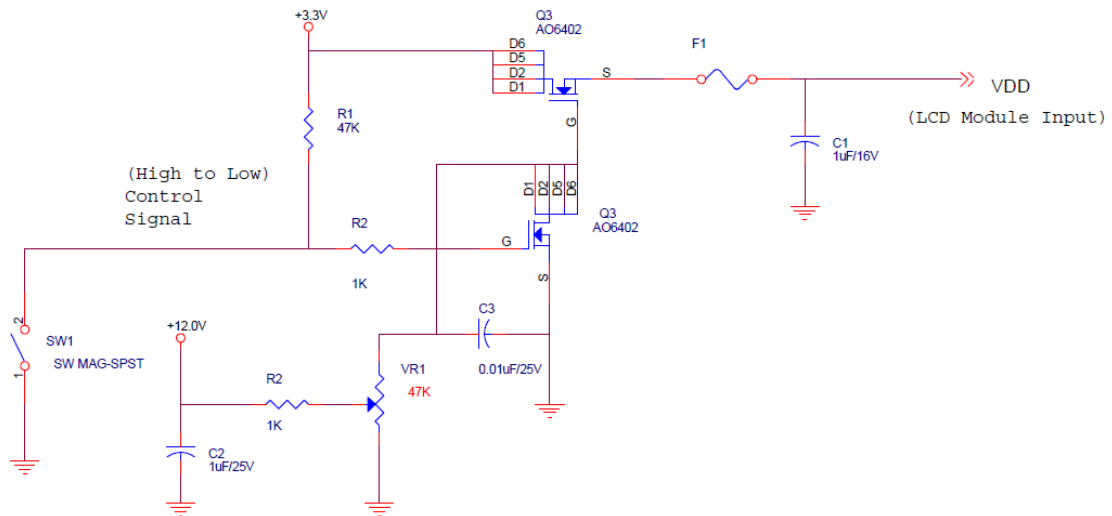 +3.3V
Q3
AO6402
D6
D5
D2
D1
S
G
F1
VDD
(LCD Module Input)
R1
47K
C1
1uF/16V
(High to Low)
Control
Signal
D1
D2
D5
D6
Q3
AO6402
R2
1K
G
S
2
1
SW1
SW MAG-SPST
+12.0V
C3
0.01uF/25V
VR1
47K
R2
1K
C2
1uF/25V